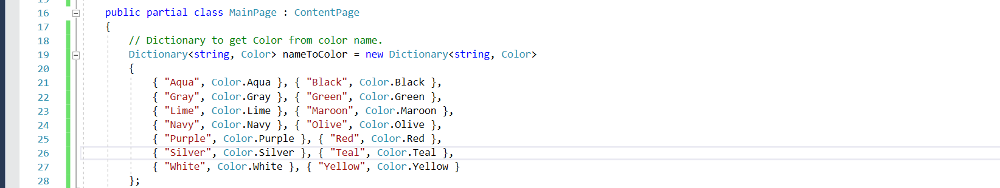 16 public partial class MainPage : ContentPage
17 {
18 // Dictionary to get Color from color name.
19 Dictionary<string, Color> nameToColor = new Dictionary<string, Color>
20 {
21 { "Aqua", Color.Aqua }, { "Black", Color.Black },
22 { "Gray", Color.Gray }, { "Green", Color.Green },
23 { "Lime", Color.Lime }, { "Maroon", Color.Maroon },
24 { "Navy", Color.Navy }, { "Olive", Color.Olive },
25 { "Purple", Color.Purple }, { "Red", Color.Red },
26 { "Silver", Color.Silver }, { "Teal", Color.Teal },
27 { "White", Color.White }, { "Yellow", Color.Yellow }
28 };